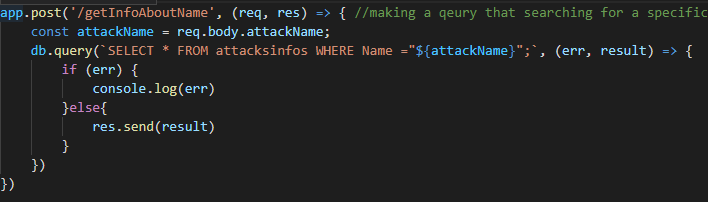 app.post('/getInfoAboutName', (req, res) => { //making a qeury that searching for a specific
    const attackName = req.body.attackName;
    db.query(`SELECT * FROM attacksinfos WHERE Name ="${attackName}";`, (err, result) => {
        if (err) {
            console.log(err)
        }else{
            res.send(result)
        }
    })
})